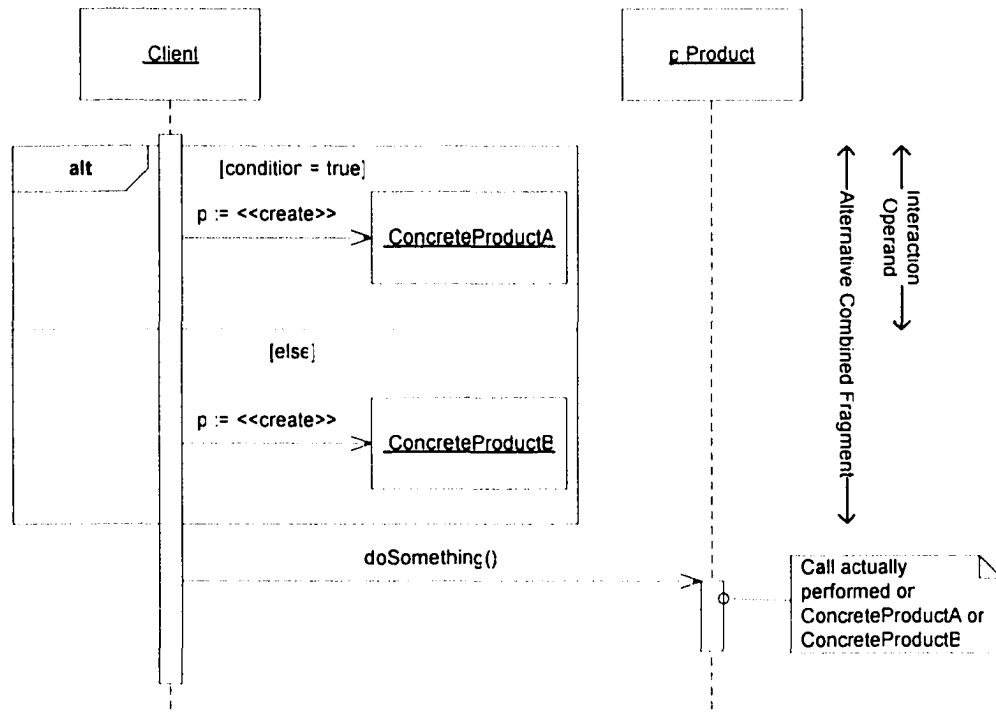 Client
p Product
alt
[condition = true]
p := <<create>>
ConcreteProductA
[else]
p := <<create>>
ConcreteProductB
doSomething()
Interaction
Operand
Alternative Combined Fragment
Call actually
performed or
ConcreteProductA or
ConcreteProductB